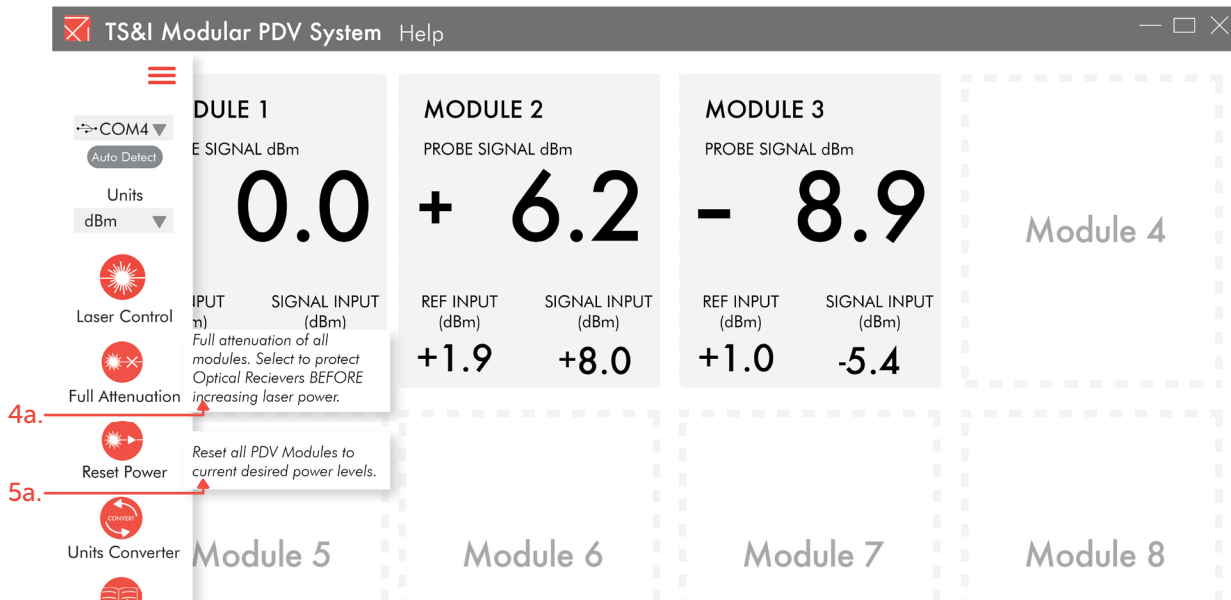 TS&I Modular PDV System Help
COM4
Auto Detect
Units
dBm
Laser Control
Full Attenuation
4a.
Reset Power
5a.
CONVERT
Units Converter
Full attenuation of all
modules. Select to protect
Optical Recievers BEFORE
increasing laser power.
Reset all PDV Modules to
current desired power levels.
DULE 1
E SIGNAL dBm
0.0
PUT SIGNAL INPUT
m) (dBm)
MODULE 2
PROBE SIGNAL dBm
+ 6.2
REF INPUT SIGNAL INPUT
(dBm) (dBm)
+1.9 +8.0
MODULE 3
PROBE SIGNAL dBm
- 8.9
REF INPUT SIGNAL INPUT
(dBm) (dBm)
+1.0 -5.4
Module 4
Module 5
Module 6
Module 7
Module 8